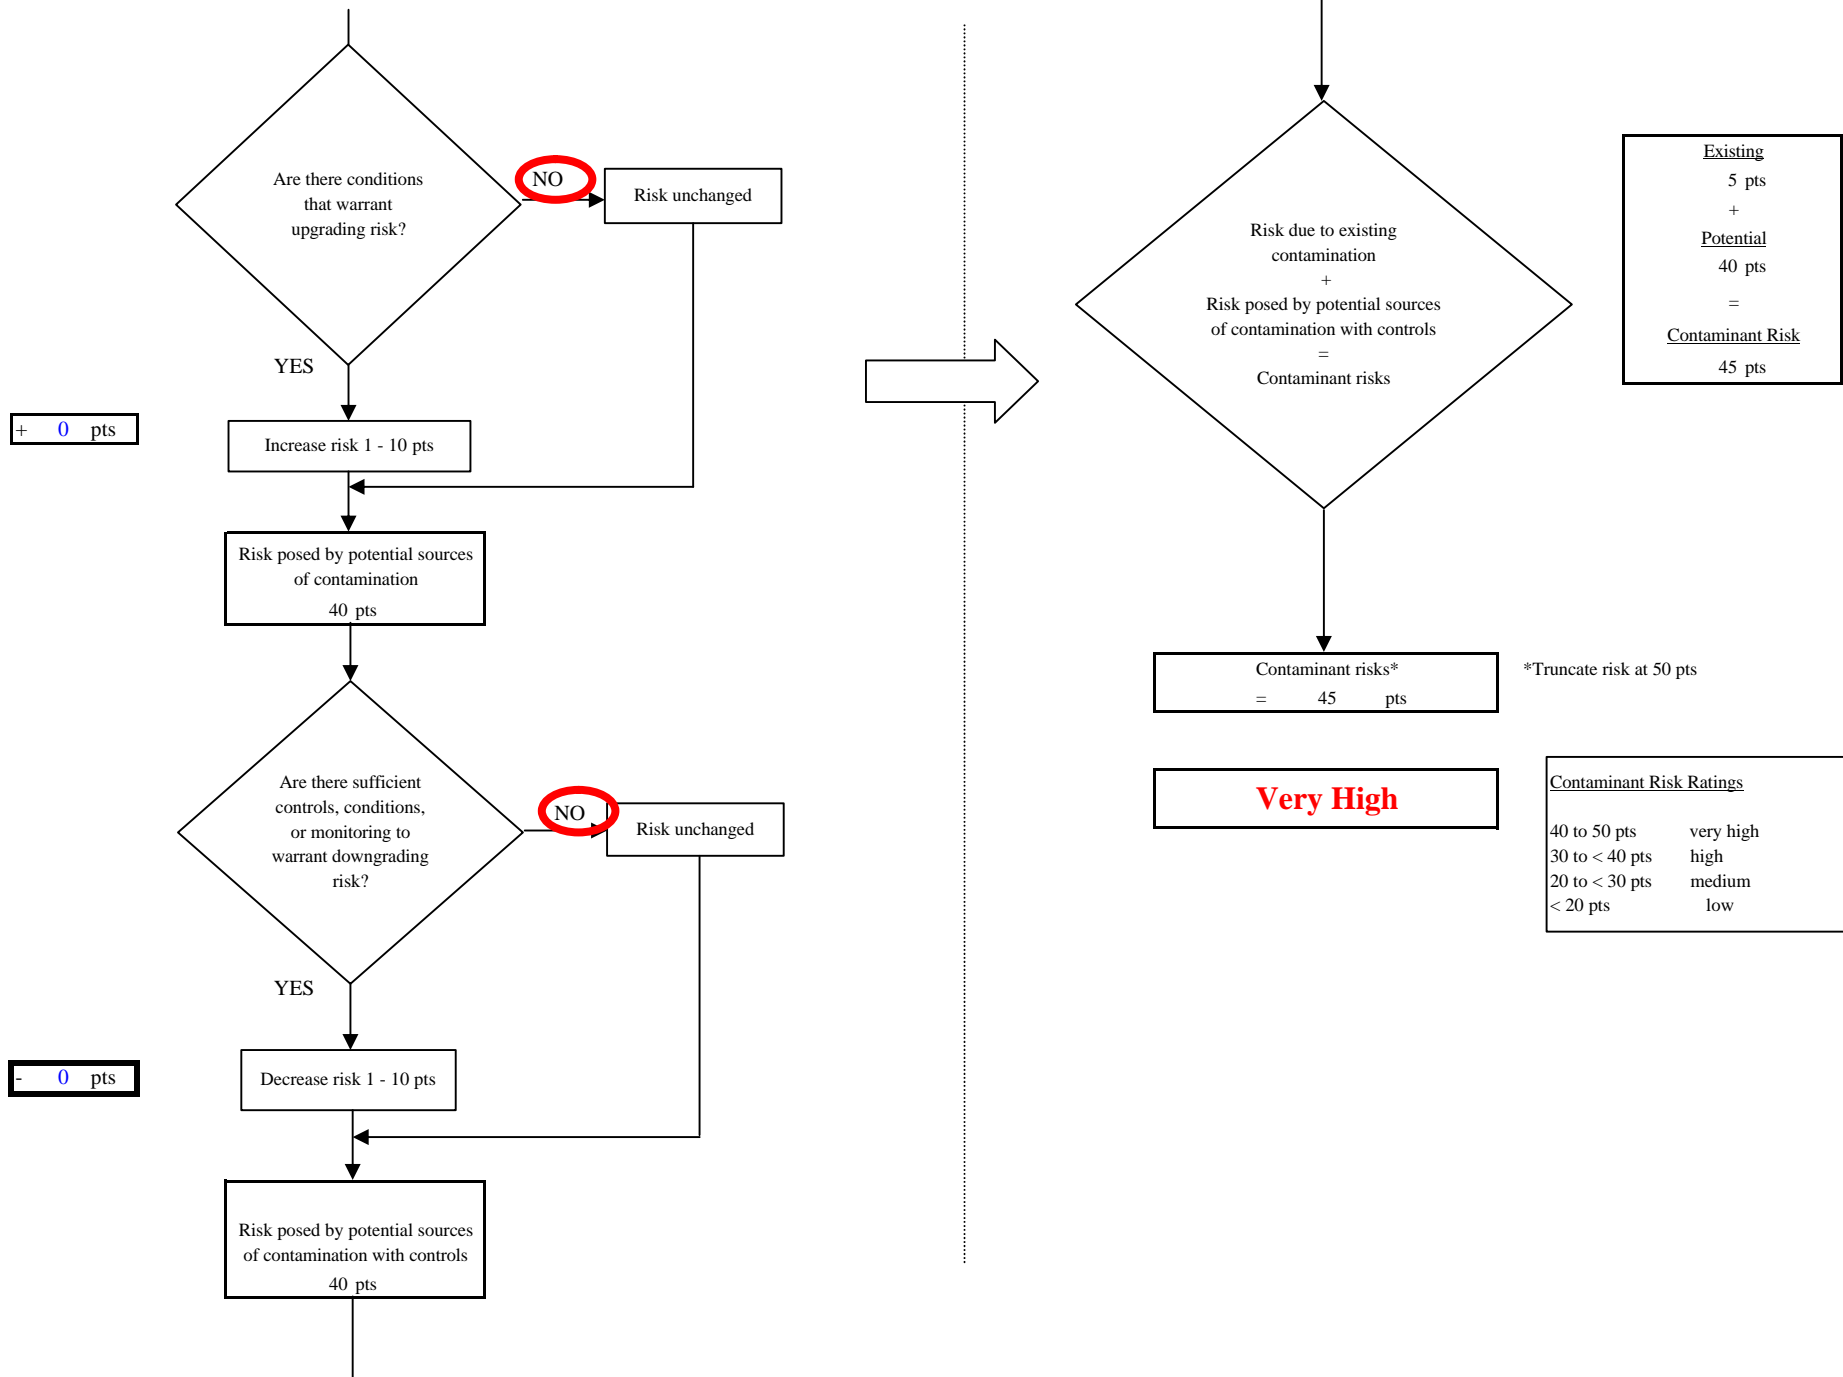 Are there conditions
that warrant
upgrading risk?
NO
Risk unchanged
YES
+ 0 pts
Increase risk 1 - 10 pts
Risk posed by potential sources
of contamination
40 pts
Are there sufficient
controls, conditions,
or monitoring to
warrant downgrading
risk?
NO
Risk unchanged
YES
- 0 pts
Decrease risk 1 - 10 pts
Risk posed by potential sources
of contamination with controls
40 pts
Risk due to existing
contamination
+
Risk posed by potential sources
of contamination with controls
=
Contaminant risks
Existing
5 pts
+
Potential
40 pts
=
Contaminant Risk
45 pts
Contaminant risks*
= 45 pts
*Truncate risk at 50 pts
Very High
Contaminant Risk Ratings
40 to 50 pts very high
30 to < 40 pts high
20 to < 30 pts medium
< 20 pts low